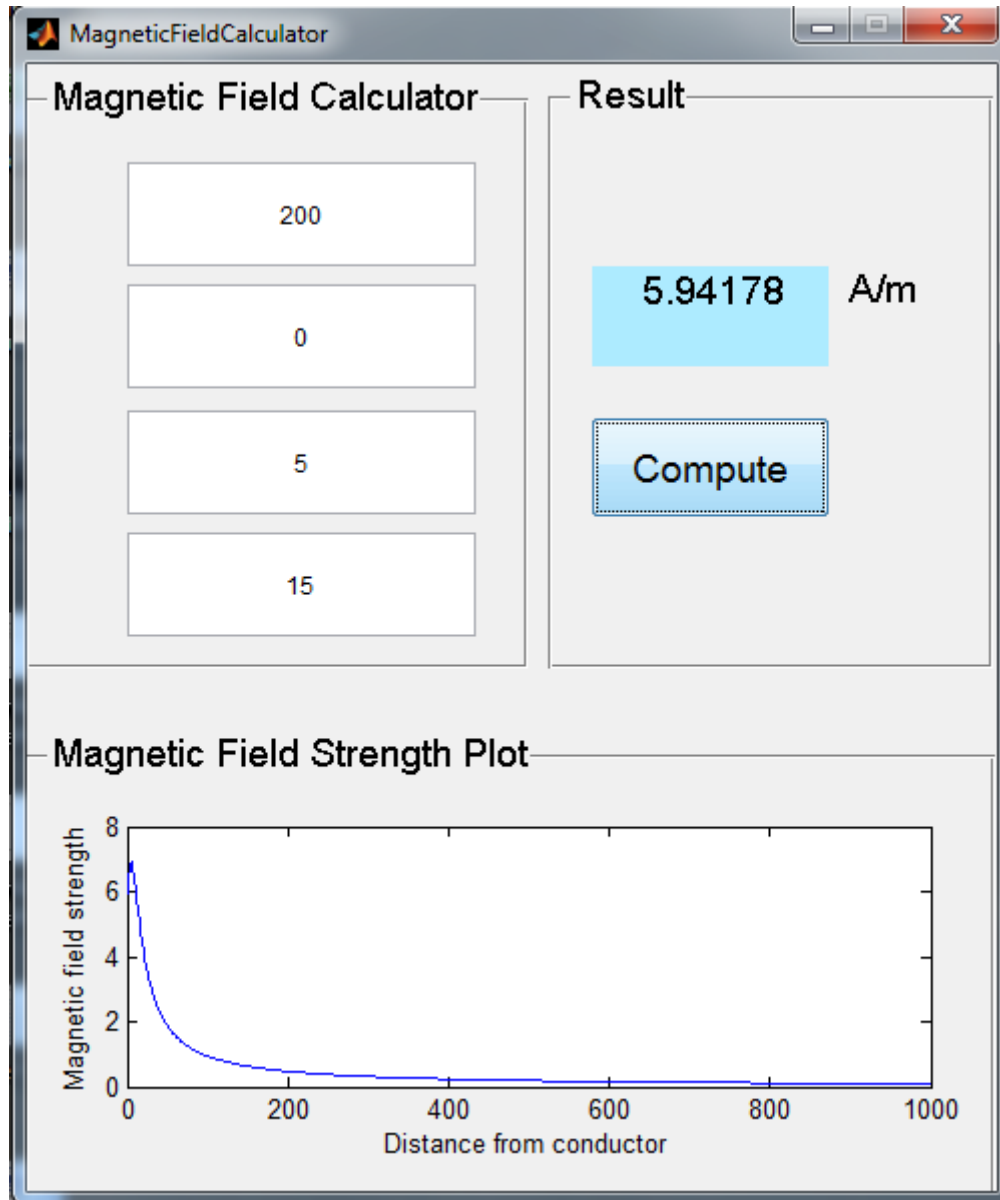 MagneticFieldCalculator
Magnetic Field Calculator
200
0
5
15
Result
5.94178 A/m
Compute
Magnetic Field Strength Plot
Magnetic field strength
8
6
4
2
0
0 200 400 600 800 1000
Distance from conductor